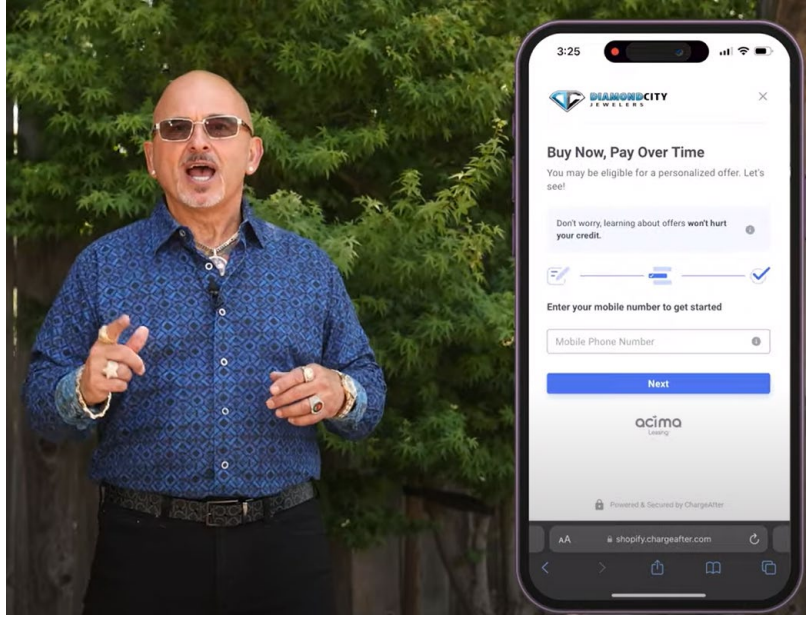 3:25
DIAMONDCITY
JEWELERS
Buy Now, Pay Over Time
You may be eligible for a personalized offer. Let's
see!
Don't worry, learning about offers won't hurt
your credit.
Enter your mobile number to get started
Mobile Phone Number
Next
acima
Leasing
Powered & Secured by ChargeAfter
AA shopify.chargeafter.com